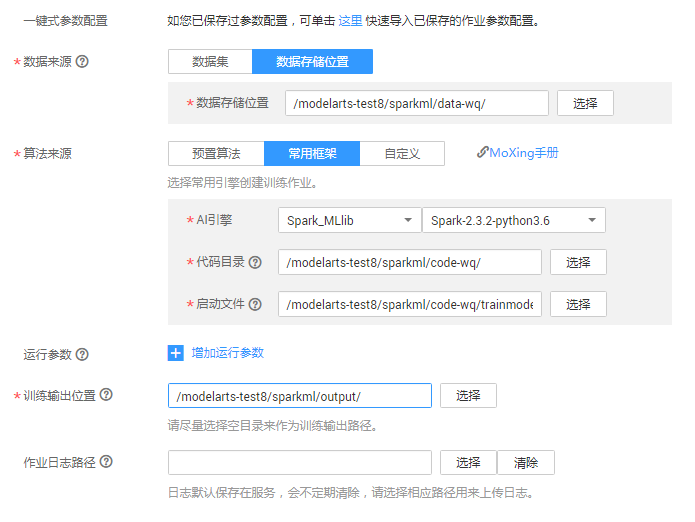 一键式参数配置 如您已保存过参数配置，可单击 这里 快速导入已保存的作业参数配置。
* 数据来源 ? 数据集 数据存储位置
* 数据存储位置 /modelarts-test8/sparkml/data-wq/ 选择
* 算法来源 预置算法 常用框架 自定义 MoXing手册
选择常用引擎创建训练作业。
* AI引擎 Spark_MLlib Spark-2.3.2-python3.6
* 代码目录 ? /modelarts-test8/sparkml/code-wq/ 选择
* 启动文件 ? /modelarts-test8/sparkml/code-wq/trainmode 选择
运行参数 ? 增加运行参数
* 训练输出位置 ? /modelarts-test8/sparkml/output/ 选择
请尽量选择空目录来作为训练输出路径。
作业日志路径 ? 选择 清除
日志默认保存在服务，会不定期清除，请选择相应路径用来上传日志。